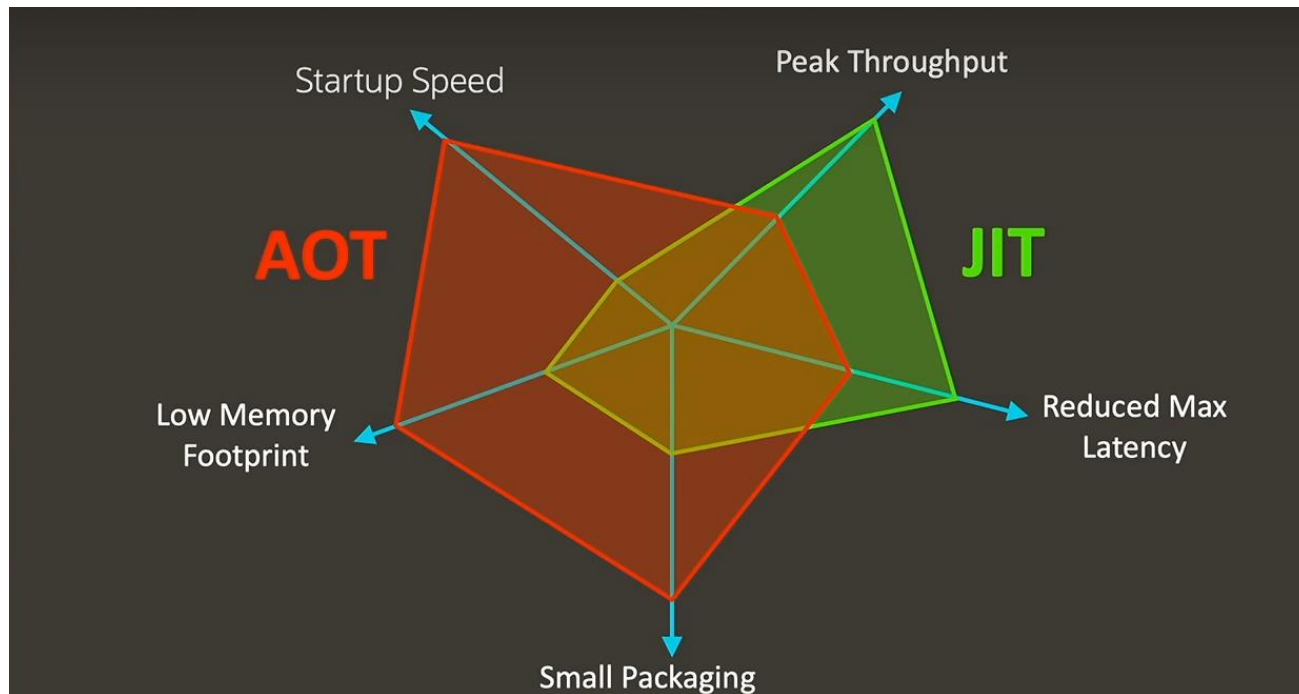 Peak Throughput
Startup Speed
AOT
JIT
Low Memory
Footprint
Reduced Max
Latency
Small Packaging